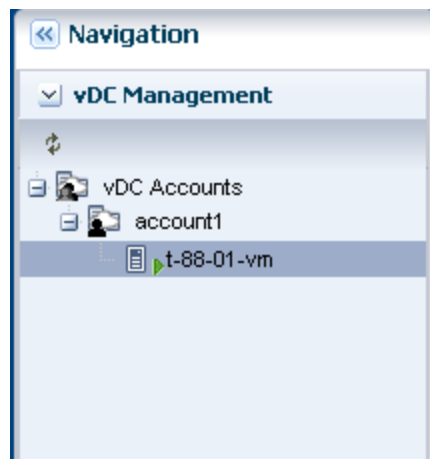 Navigation
vDC Management
vDC Accounts
account1
t-88-01-vm